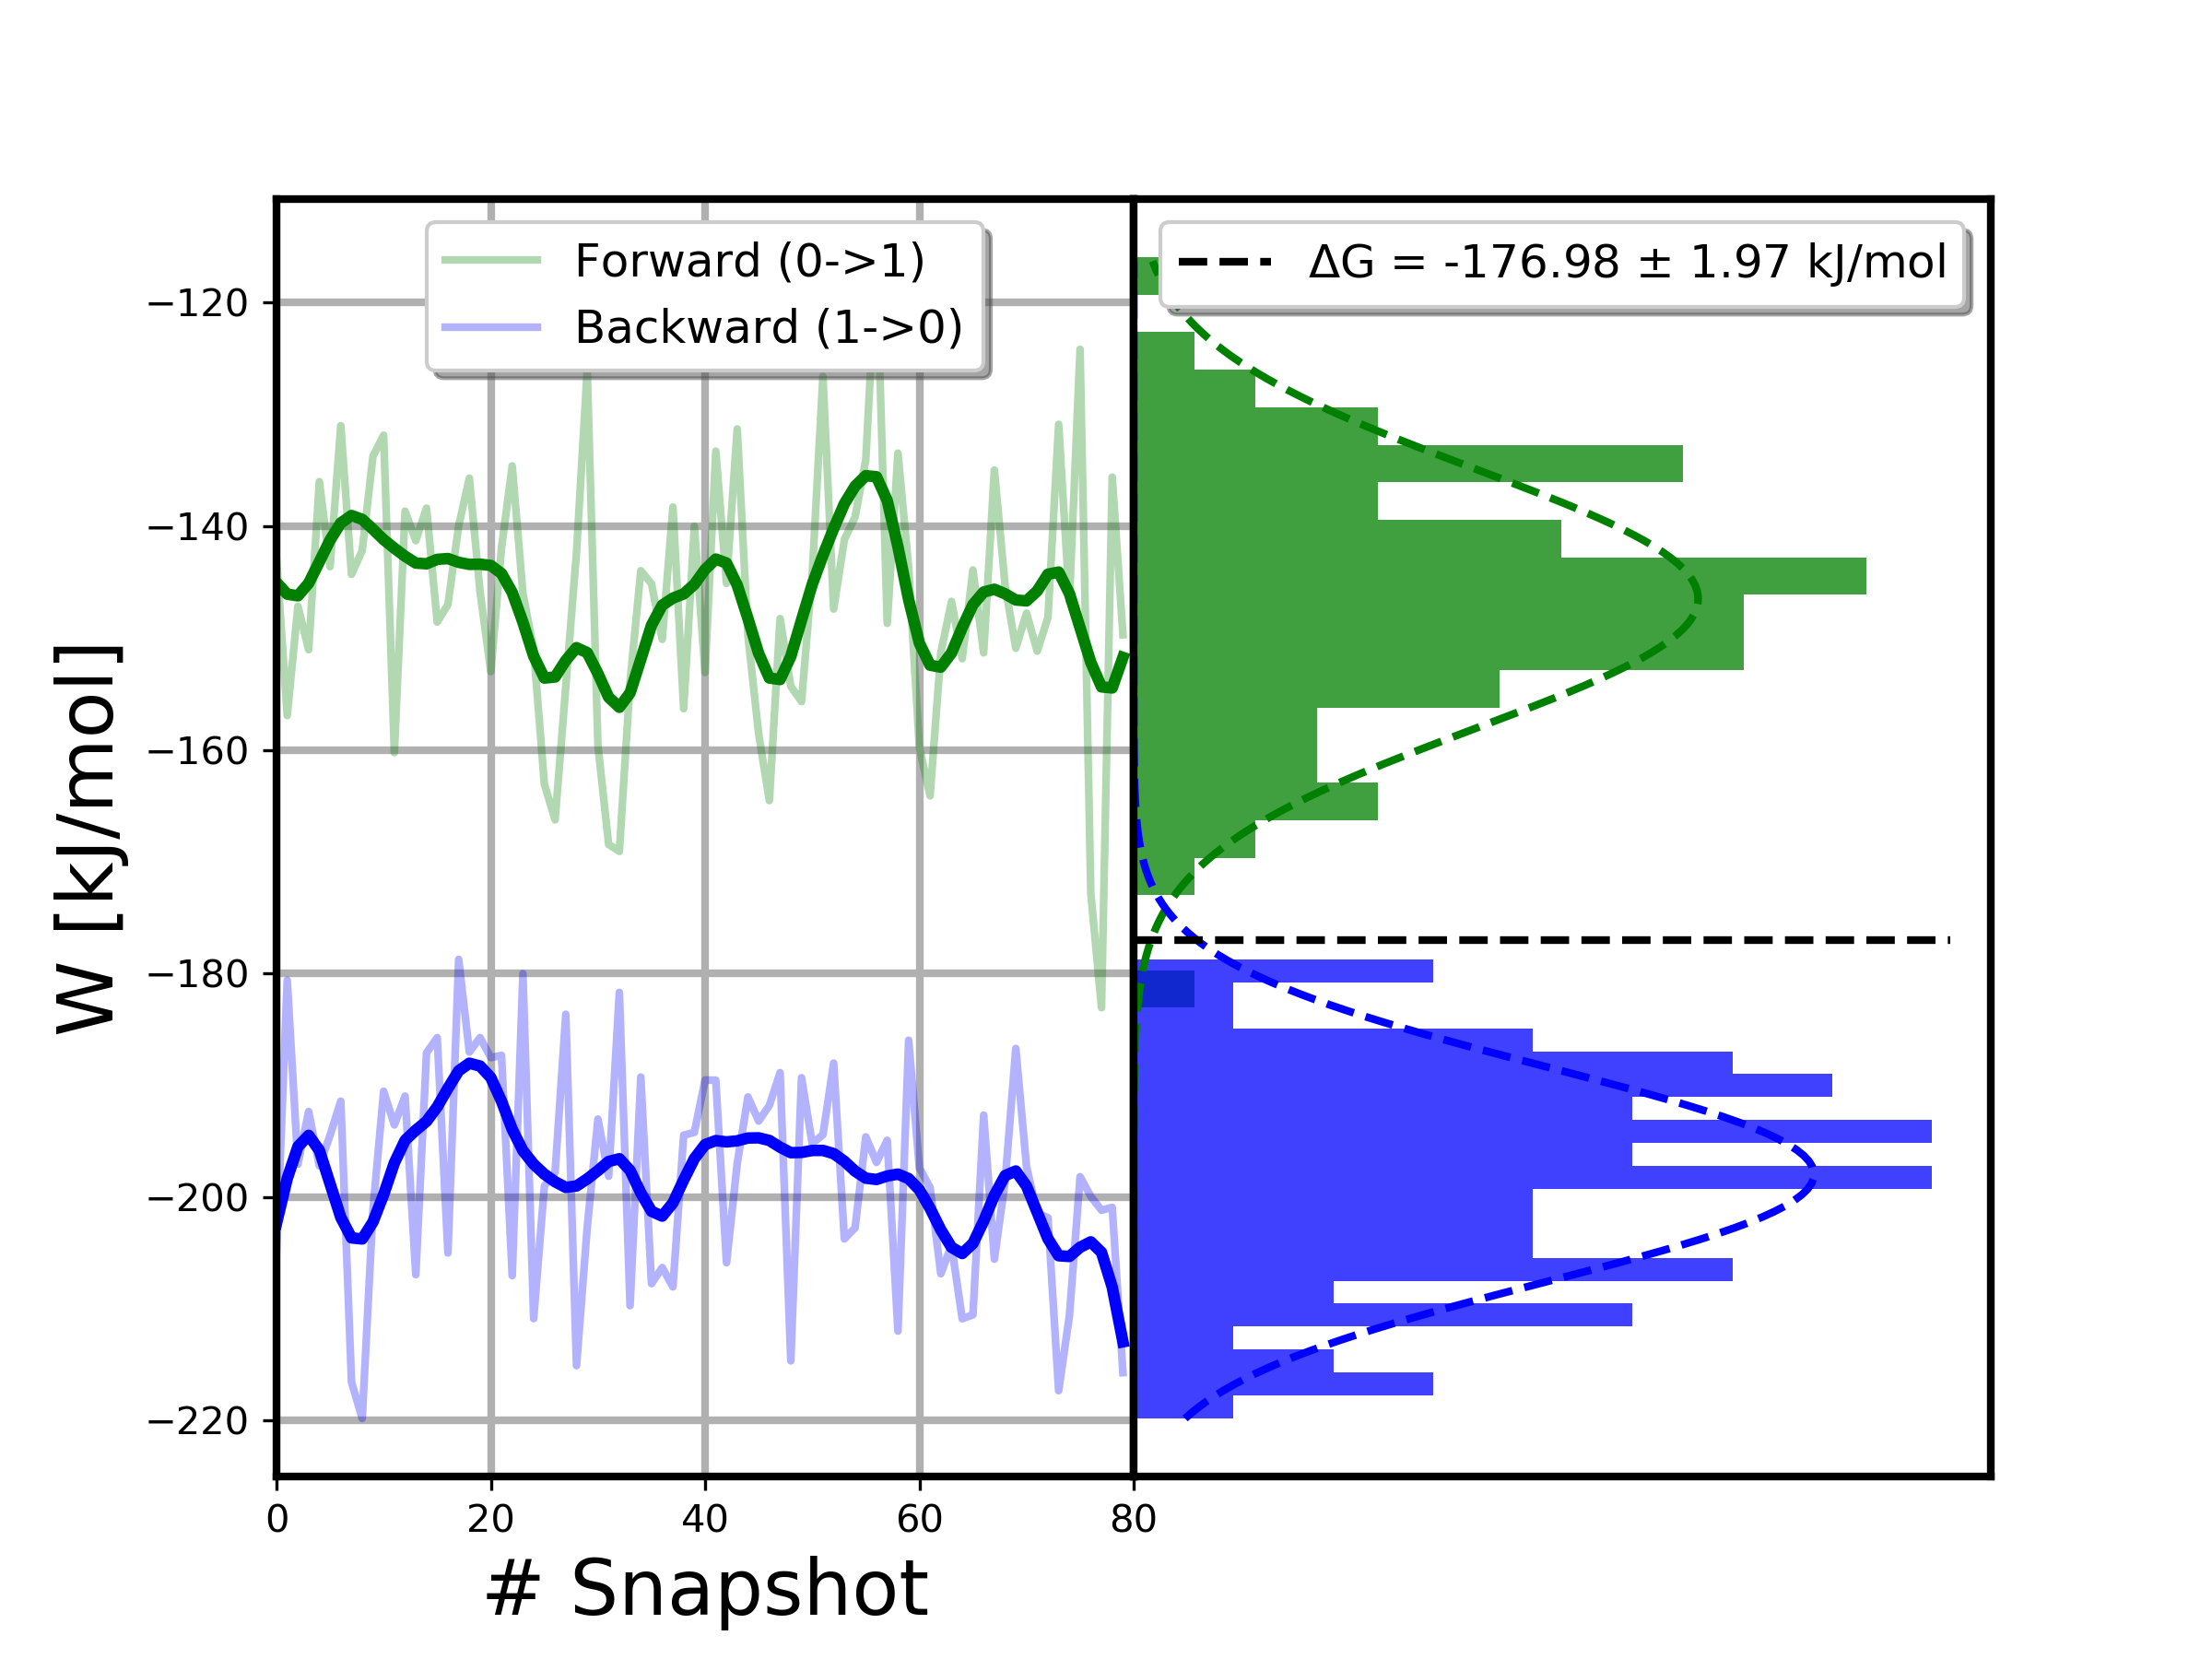 Forward (0->1)
Backward (1->0)
ΔG = -176.98 ± 1.97 kJ/mol
W [kJ/mol]
−120
−140
−160
−180
−200
−220
0 20 40 60 80
# Snapshot